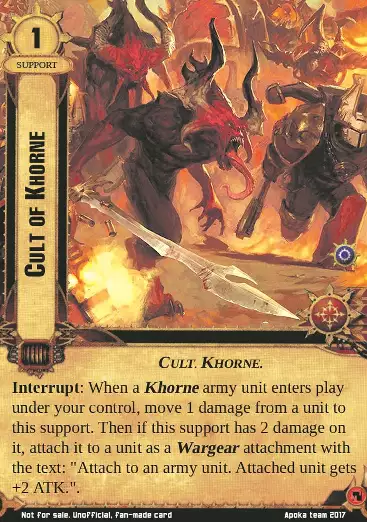 1
SUPPORT
CULT OF KHORNE
CULT. KHORNE.
Interrupt: When a Khorne army unit enters play
under your control, move 1 damage from a unit to
this support. Then if this support has 2 damage on
it, attach it to a unit as a Wargear attachment with
the text: "Attach to an army unit. Attached unit gets
+2 ATK.".
Not for sale. Unofficial, fan-made card
Apoka team 2017